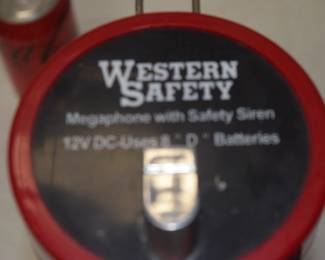 WESTERN
SAFETY
Megaphone with Safety Siren
12V DC-Uses 8 "D" Batteries